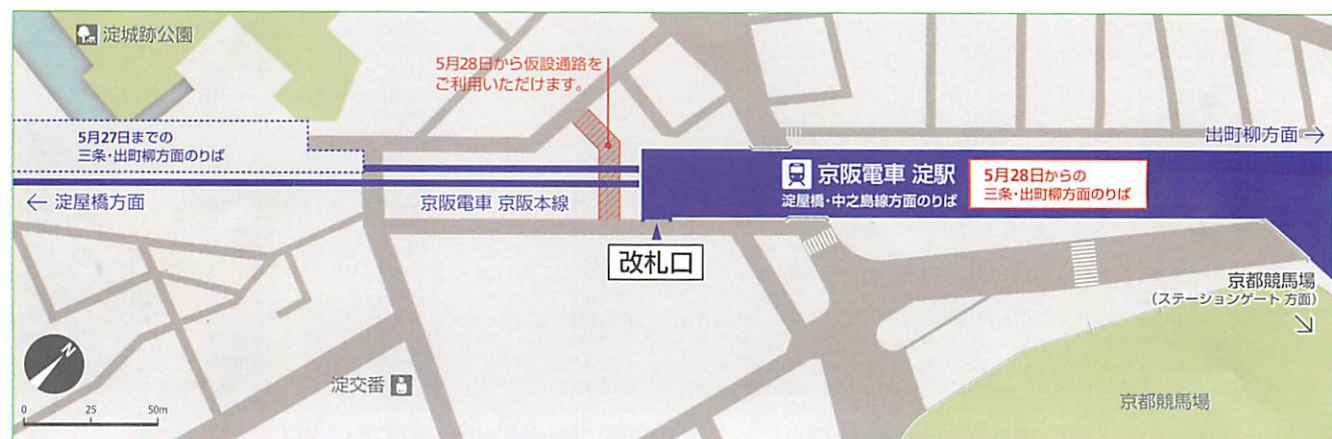 淀城跡公園
5月28日から仮設通路を
ご利用いただけます。
5月27日までの
三条・出町柳方面のりば
出町柳方面→
京阪電車 淀駅
淀屋橋・中之島線方面のりば
5月28日からの
三条・出町柳方面のりば
← 淀屋橋方面
京阪電車 京阪本線
改札口
京都競馬場
(ステーションゲート 方面)
N
淀交番
京都競馬場
0 25 50m